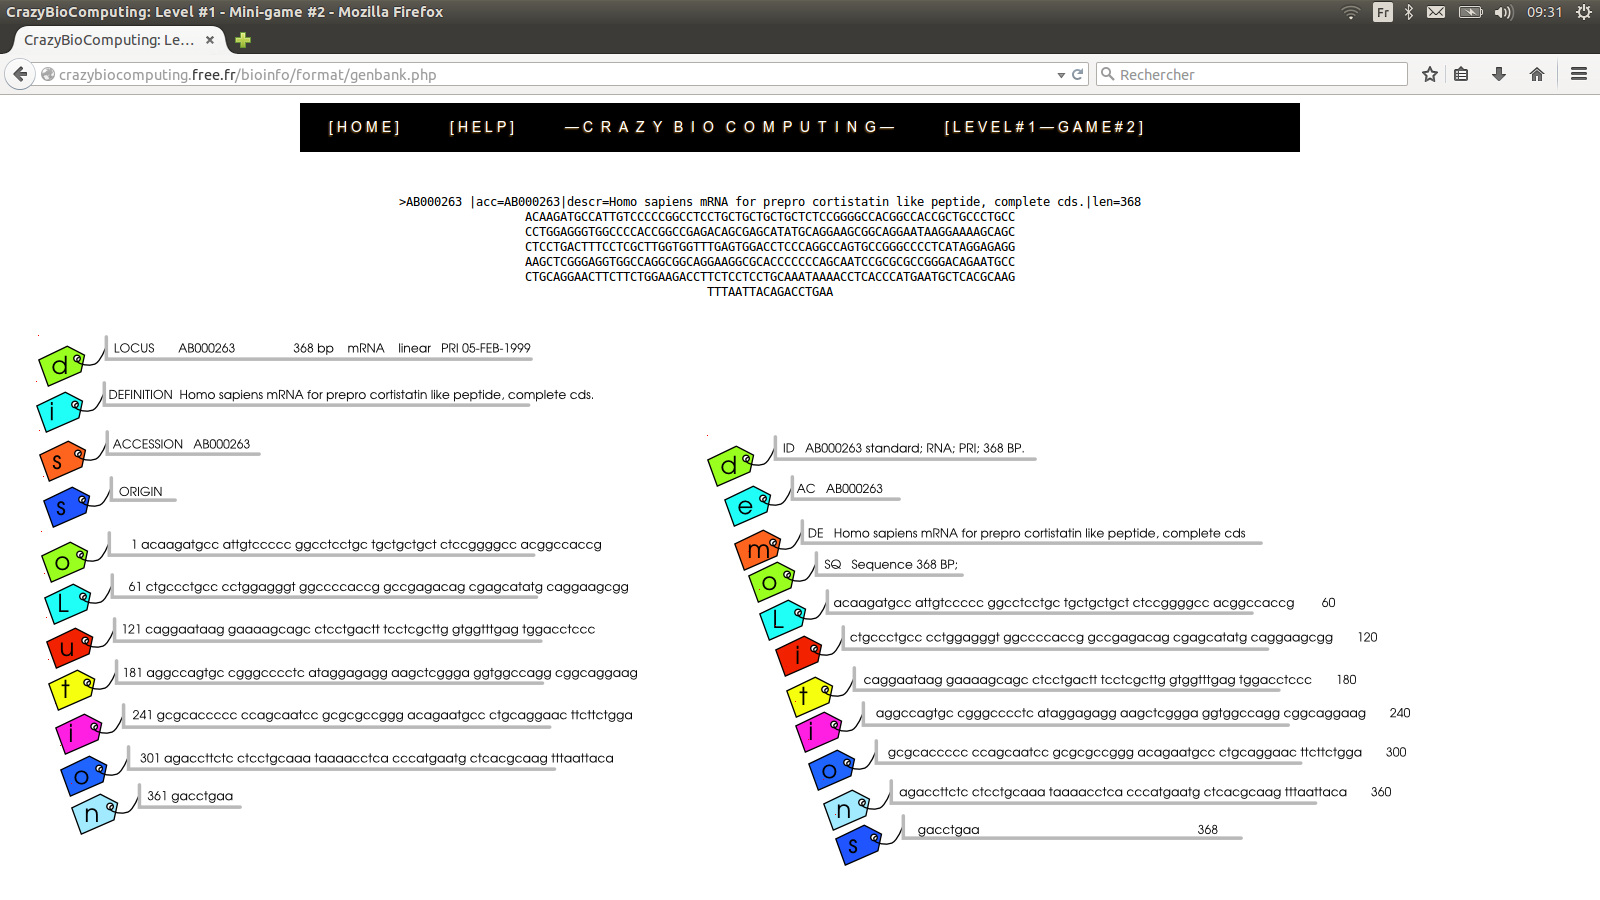 CrazyBioComputing: Level #1 - Mini-game #2 - Mozilla Firefox
Fr
09:31
CrazyBioComputing: Le...
crazybiocomputing.free.fr/bioinfo/format/genbank.php
Rechercher
[HOME]
[HELP]
—CRAZY BIO COMPUTING—
[LEVEL#1—GAME#2]
>AB000263 |acc=AB000263|descr=Homo sapiens mRNA for prepro cortistatin like peptide, complete cds.|len=368
ACAAGATGCCATTGTCCCCCGGCCTCCTGCTGCTGCTGCTCTCCGGGGCCACGGCCACCGCTGCCCTGCC
CCTGGAGGGTGGCCCCACCGGCCGAGACAGCGAGCATATGCAGGAAGCGGCAGGAATAAGGAAAAGCAGC
CTCCTGACTTTCCTCGCTTGGTGGTTTGAGTGGACCTCCCAGGCCAGTGCCGGGCCCCTCATAGGAGAGG
AAGCTCGGGAGGTGGCCAGGCGGCAGGAAGGCGCACCCCCCCAGCAATCCGCGCGCCGGGACAGAATGCC
CTGCAGGAACTTCTTCTGGAAGACCTTCTCCTCCTGCAAATAAAACCTCACCCATGAATGCTCACGCAAG
TTTAATTACAGACCTGAA
d LOCUS AB000263 368 bp mRNA linear PRI 05-FEB-1999
i DEFINITION Homo sapiens mRNA for prepro cortistatin like peptide, complete cds.
s ACCESSION AB000263
s ORIGIN
o 1 acaagatgcc attgtccccc ggcctcctgc tgctgctgct ctccggggcc acggccaccg
L 61 ctgccctgcc cctggagggt ggccccaccg gccgagacag cgagcatatg caggaagcgg
u 121 caggaataag gaaaagcagc ctcctgactt tcctcgcttg gtggtttgag tggacctccc
t 181 aggccagtgc cgggcccctc ataggagagg aagctcggga ggtggccagg cggcaggaag
i 241 gcgcaccccc ccagcaatcc gcgcgccggg acagaatgcc ctgcaggaac ttcttctgga
o 301 agaccttctc ctcctgcaaa taaaacctca cccatgaatg ctcacgcaag tttaattaca
n 361 gacctgaa
d ID AB000263 standard; RNA; PRI; 368 BP.
e AC AB000263
m DE Homo sapiens mRNA for prepro cortistatin like peptide, complete cds
o SQ Sequence 368 BP;
L acaagatgcc attgtccccc ggcctcctgc tgctgctgct ctccggggcc acggccaccg 60
i ctgccctgcc cctggagggt ggccccaccg gccgagacag cgagcatatg caggaagcgg 120
t caggaataag gaaaagcagc ctcctgactt tcctcgcttg gtggtttgag tggacctccc 180
i aggccagtgc cgggcccctc ataggagagg aagctcggga ggtggccagg cggcaggaag 240
o gcgcaccccc ccagcaatcc gcgcgccggg acagaatgcc ctgcaggaac ttcttctgga 300
n agaccttctc ctcctgcaaa taaaacctca cccatgaatg ctcacgcaag tttaattaca 360
s gacctgaa 368